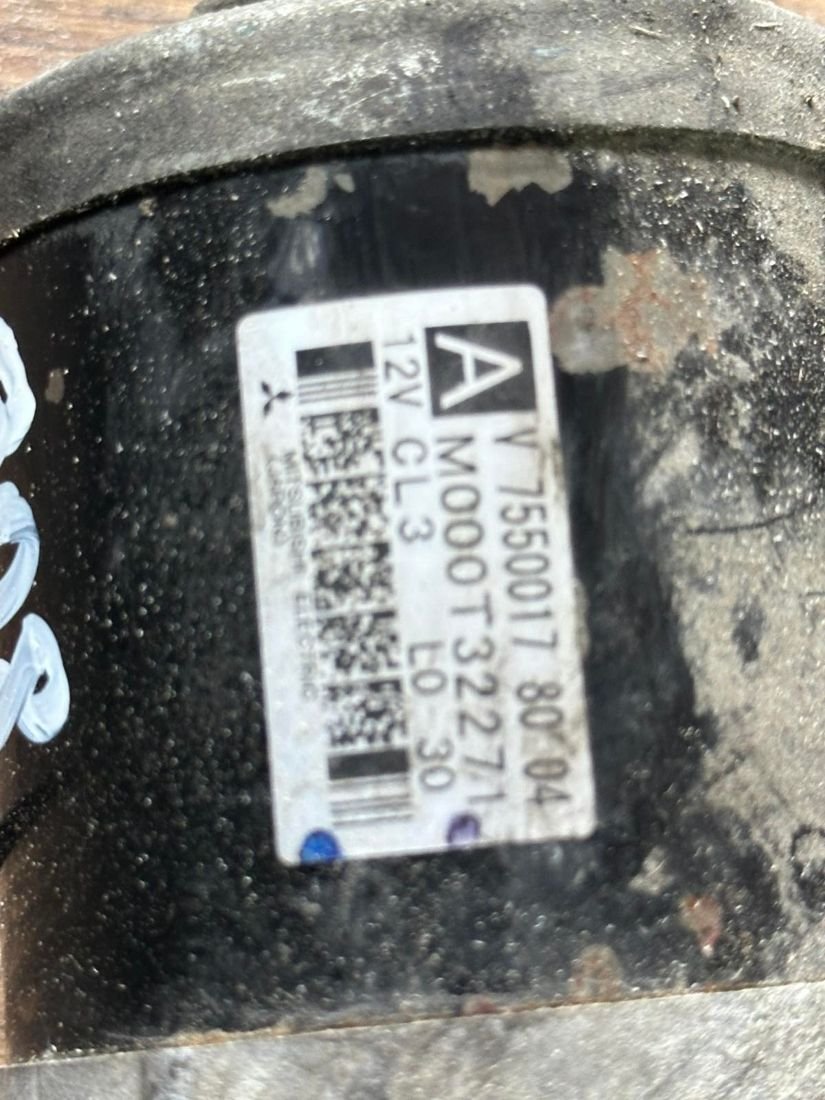 A
V 7550017 80 04
M000T32271
12V CL3 L0 30
MITSUBISHI ELECTRIC